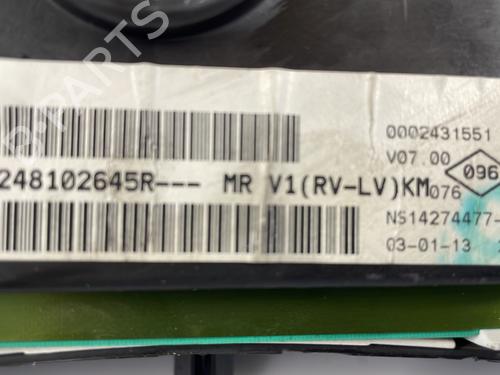 0002431551
V07.00
096
248102645R--- MR V1(RV-LV)KM
076
NS14274477-
03-01-13